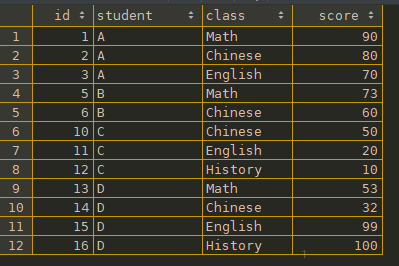 id student class score
1 1 A Math 90
2 2 A Chinese 80
3 3 A English 70
4 5 B Math 73
5 6 B Chinese 60
6 10 C Chinese 50
7 11 C English 20
8 12 C History 10
9 13 D Math 53
10 14 D Chinese 32
11 15 D English 99
12 16 D History 100